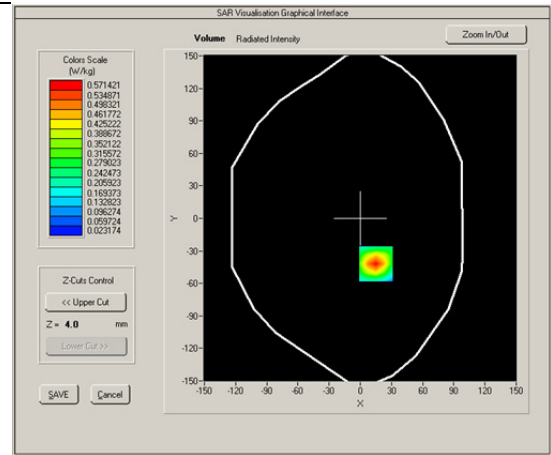 SAR Visualisation Graphical Interface
Volume Radiated Intensity
Zoom In/Out
Colors Scale
(W/kg)
0.571421
0.534871
0.498321
0.461772
0.425222
0.388672
0.352122
0.315572
0.279023
0.242473
0.205923
0.169373
0.132823
0.096274
0.059724
0.023174
Z-Cuts Control
<< Upper Cut
Z = 4.0 mm
Lower Cut >>
SAVE
Cancel
150
120
90
60
30
0
-30
-60
-90
-120
-150
Y
-150 -120 -90 -60 -30 0 30 60 90 120 150
X